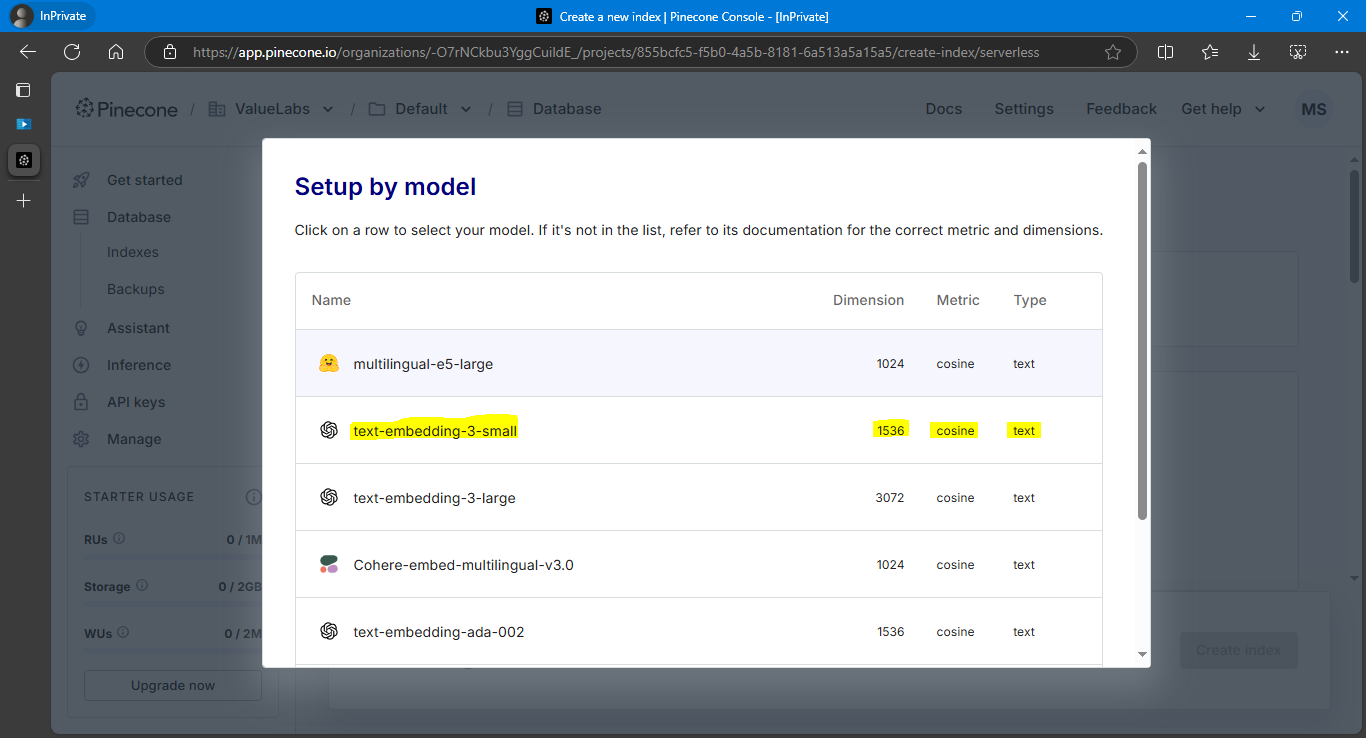 InPrivate
Create a new index | Pinecone Console - [InPrivate]
https://app.pinecone.io/organizations/-O7rNCkbu3YggCuildE_/projects/855bcfc5-f5b0-4a5b-8181-6a513a5a15a5/create-index/serverless
Pinecone / ValueLabs / Default / Database
Docs Settings Feedback Get help MS
Get started
Database
Indexes
Backups
Assistant
Inference
API keys
Manage
STARTER USAGE
RUs 0 / 1M
Storage 0 / 2GB
WUs 0 / 2M
Upgrade now
Setup by model
Click on a row to select your model. If it's not in the list, refer to its documentation for the correct metric and dimensions.
Name Dimension Metric Type
multilingual-e5-large 1024 cosine text
text-embedding-3-small 1536 cosine text
text-embedding-3-large 3072 cosine text
Cohere-embed-multilingual-v3.0 1024 cosine text
text-embedding-ada-002 1536 cosine text
Create index